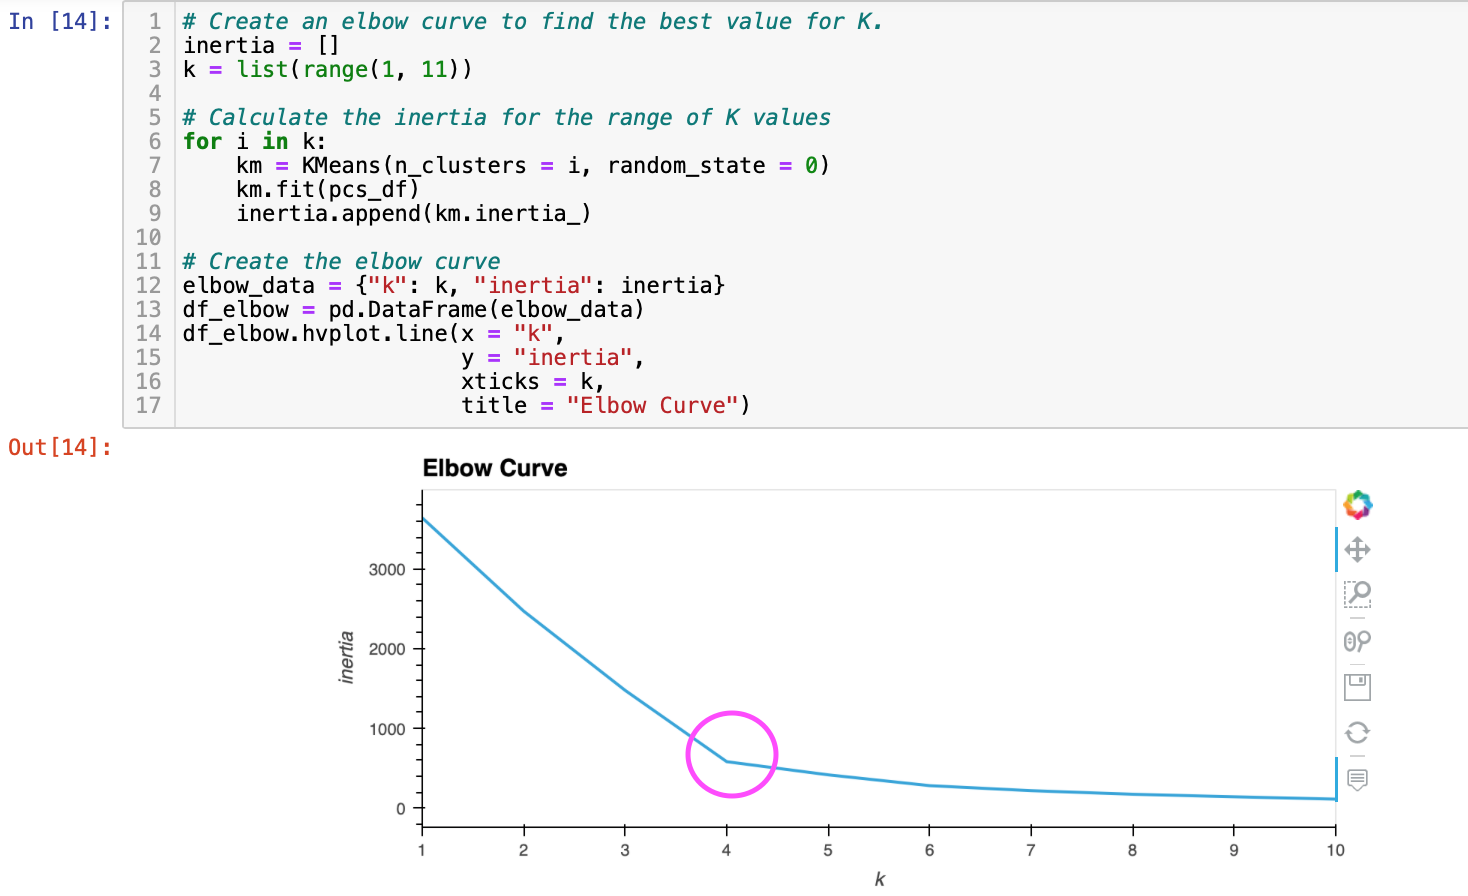 In [14]:
1 # Create an elbow curve to find the best value for K.
2 inertia = []
3 k = list(range(1, 11))
4
5 # Calculate the inertia for the range of K values
6 for i in k:
7     km = KMeans(n_clusters = i, random_state = 0)
8     km.fit(pcs_df)
9     inertia.append(km.inertia_)
10
11 # Create the elbow curve
12 elbow_data = {"k": k, "inertia": inertia}
13 df_elbow = pd.DataFrame(elbow_data)
14 df_elbow.hvplot.line(x = "k",
15                      y = "inertia",
16                      xticks = k,
17                      title = "Elbow Curve")
Out[14]:
Elbow Curve
3000
2000
1000
0
inertia
1 2 3 4 5 6 7 8 9 10
k